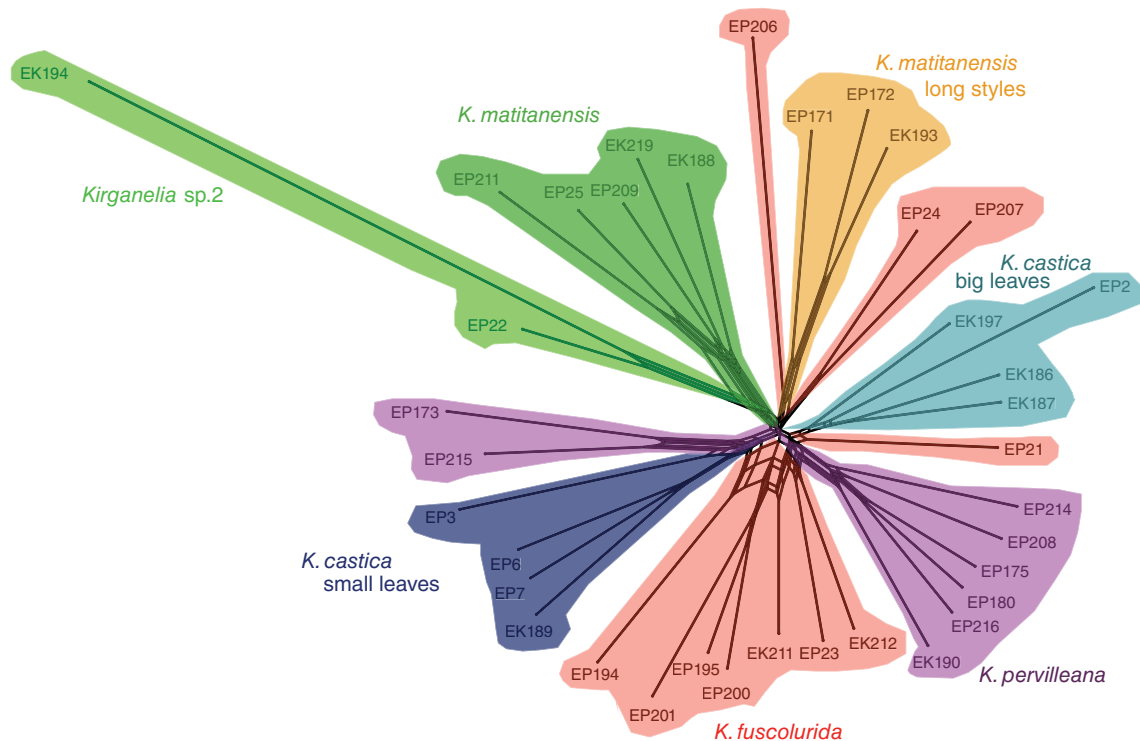 EP206
K. matitanensis
long styles
EK194
EP172
EP171
K. matitanensis
EK193
EK219
EK188
EP211
EP25
EP209
Kirganelia sp.2
EP24
EP207
K. castica
big leaves
EP2
EP22
EK197
EK186
EK187
EP173
EP215
EP21
EP3
EP214
EP208
K. castica
small leaves
EP6
EP7
EK189
EP175
EP180
EP216
EK190
EP194
EP195
EP200
EP201
EK211
EP23
EK212
K. pervilleana
K. fuscolurida